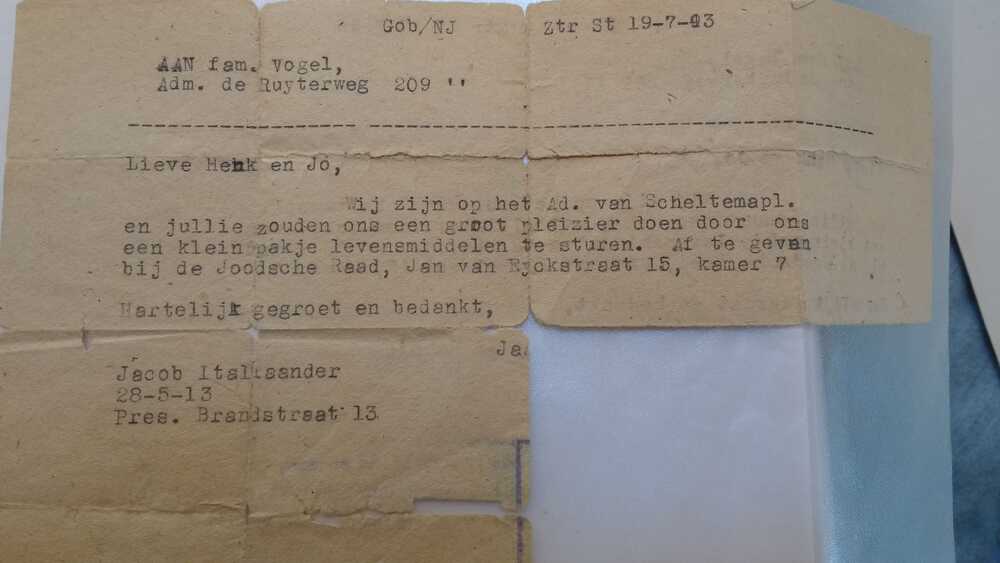 Gob/NJ Ztr St 19-7-43
AAN fam. Vogel,
Adm. de Ruyterweg 209 ''
Lieve Henk en Jo,
Wij zijn op het Ad. van Scheltemapl.
en jullie zouden ons een groot pleizier doen door ons
een klein pakje levensmiddelen te sturen. Af te geven
bij de Joodsche Raad, Jan van Eyckstraat 15, kamer 7
Hartelijk gegroet en bedankt,
Ja
Jacob Italiaander
28-5-13
Pres. Brandstraat 13